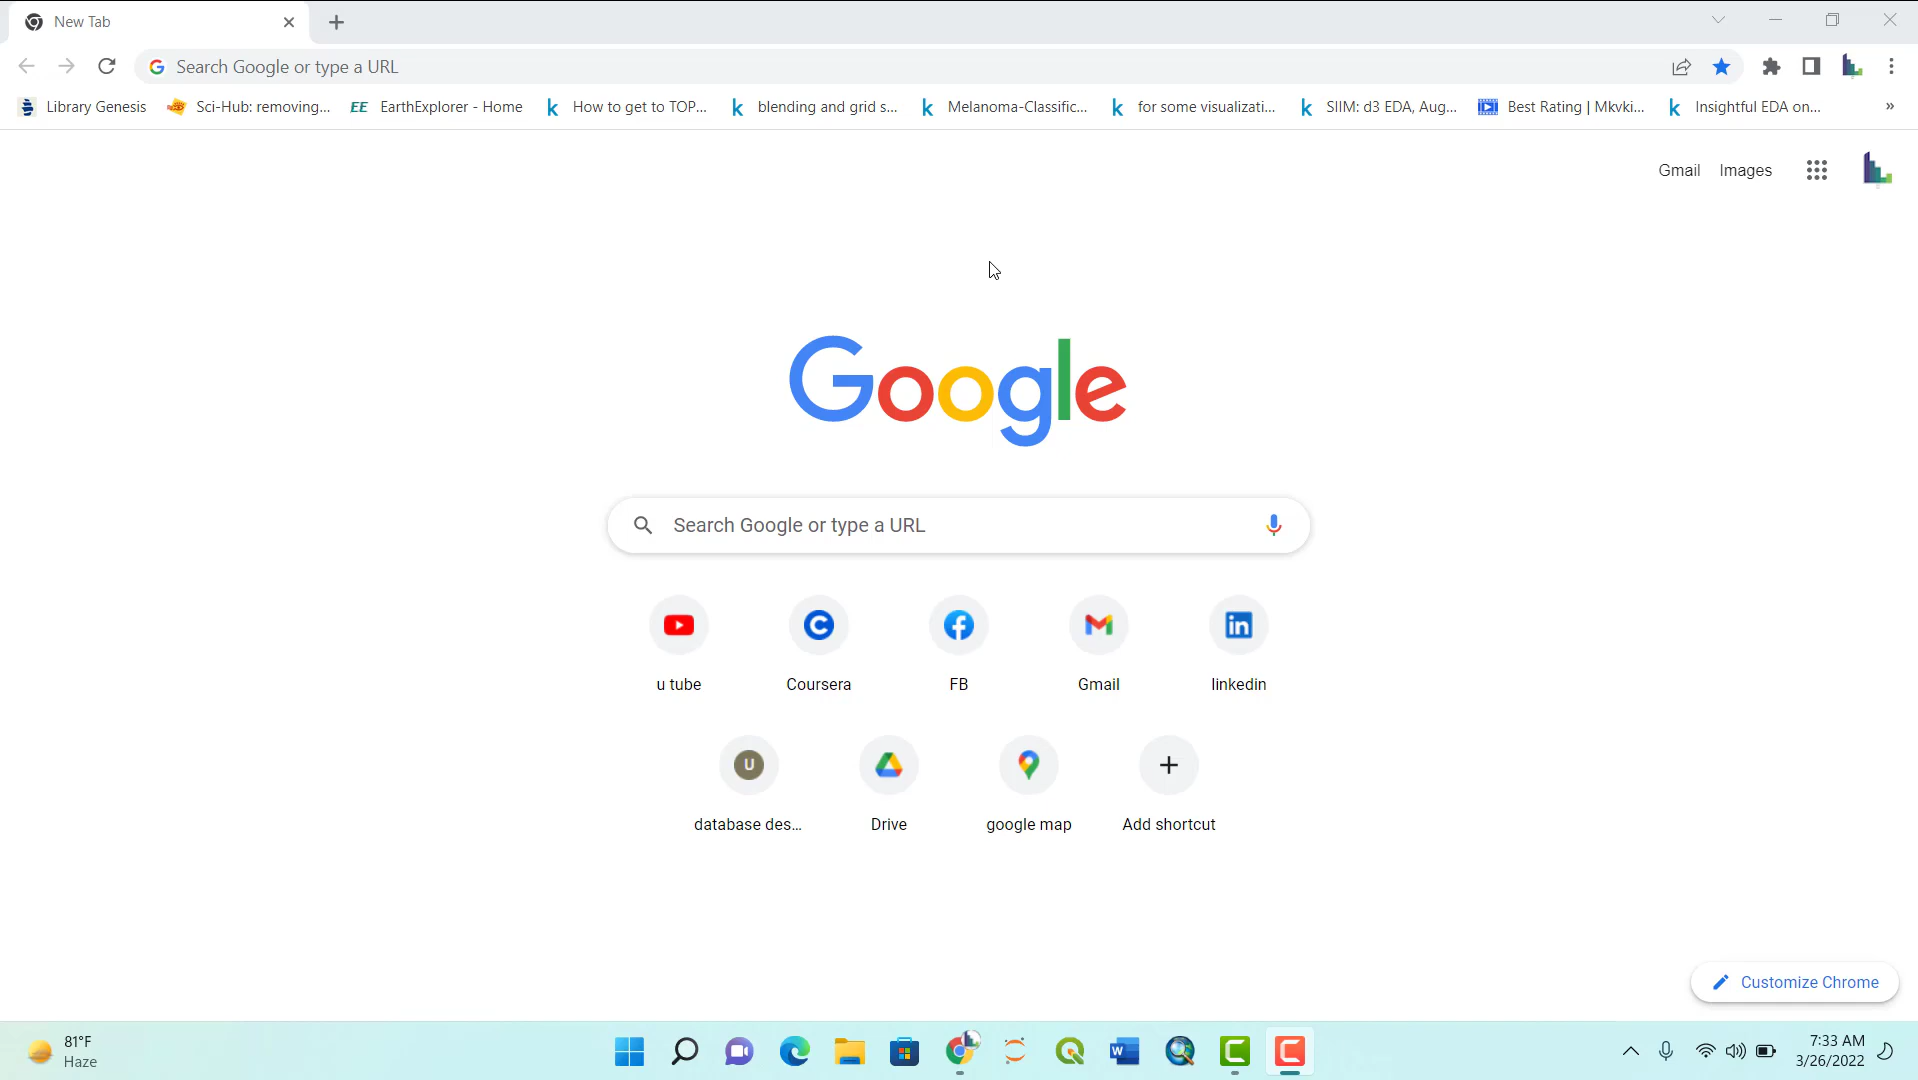 New Tab
Search Google or type a URL
Library Genesis Sci-Hub: removing... EE EarthExplorer - Home How to get to TOP... blending and grid s... Melanoma-Classific... for some visualizati... SIIM: d3 EDA, Aug... Best Rating | Mkvki... Insightful EDA on... »
Gmail Images
Google
Search Google or type a URL
u tube Coursera FB Gmail linkedin
U
database des... Drive google map Add shortcut
Customize Chrome
81°F
Haze
7:33 AM
3/26/2022